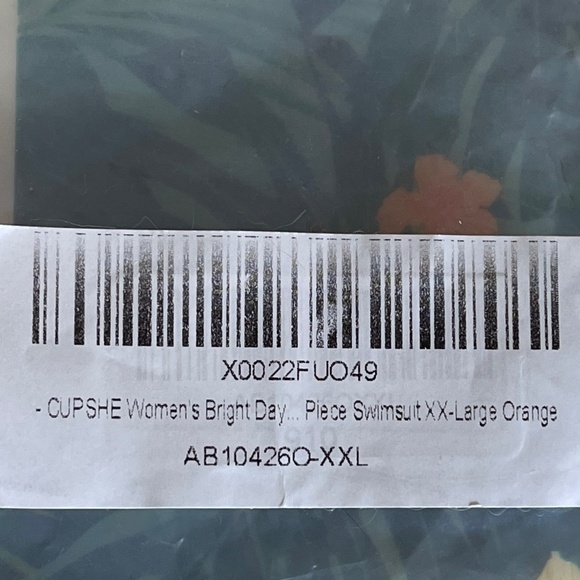 X0022FUO49
- CUPSHE Women's Bright Day... Piece Swimsuit XX-Large Orange
AB10426O-XXL